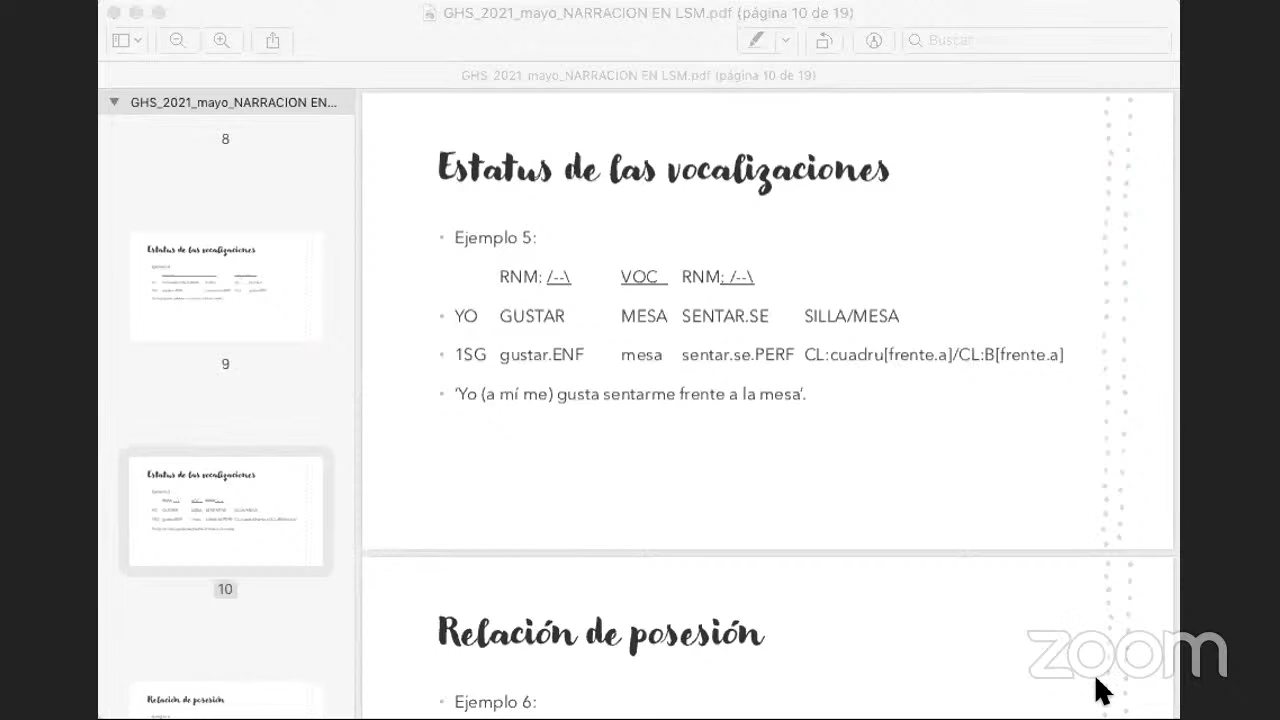 GHS_2021_mayo_NARRACION EN LSM.pdf (página 10 de 19)
Buscar
GHS_2021_mayo_NARRACION EN LSM.pdf (página 10 de 19)
GHS_2021_mayo_NARRACION EN...
8
Estatus de las vocalizaciones
9
Estatus de las vocalizaciones
10
Relación de posesión
Estatus de las vocalizaciones
• Ejemplo 5:
RNM: /--\ VOC RNM: /--\
• YO GUSTAR MESA SENTAR.SE SILLA/MESA
• 1SG gustar.ENF mesa sentar.se.PERF CL:cuadru[frente.a]/CL:B[frente.a]
• ‘Yo (a mí me) gusta sentarme frente a la mesa’.
Relación de posesión
• Ejemplo 6:
zoom